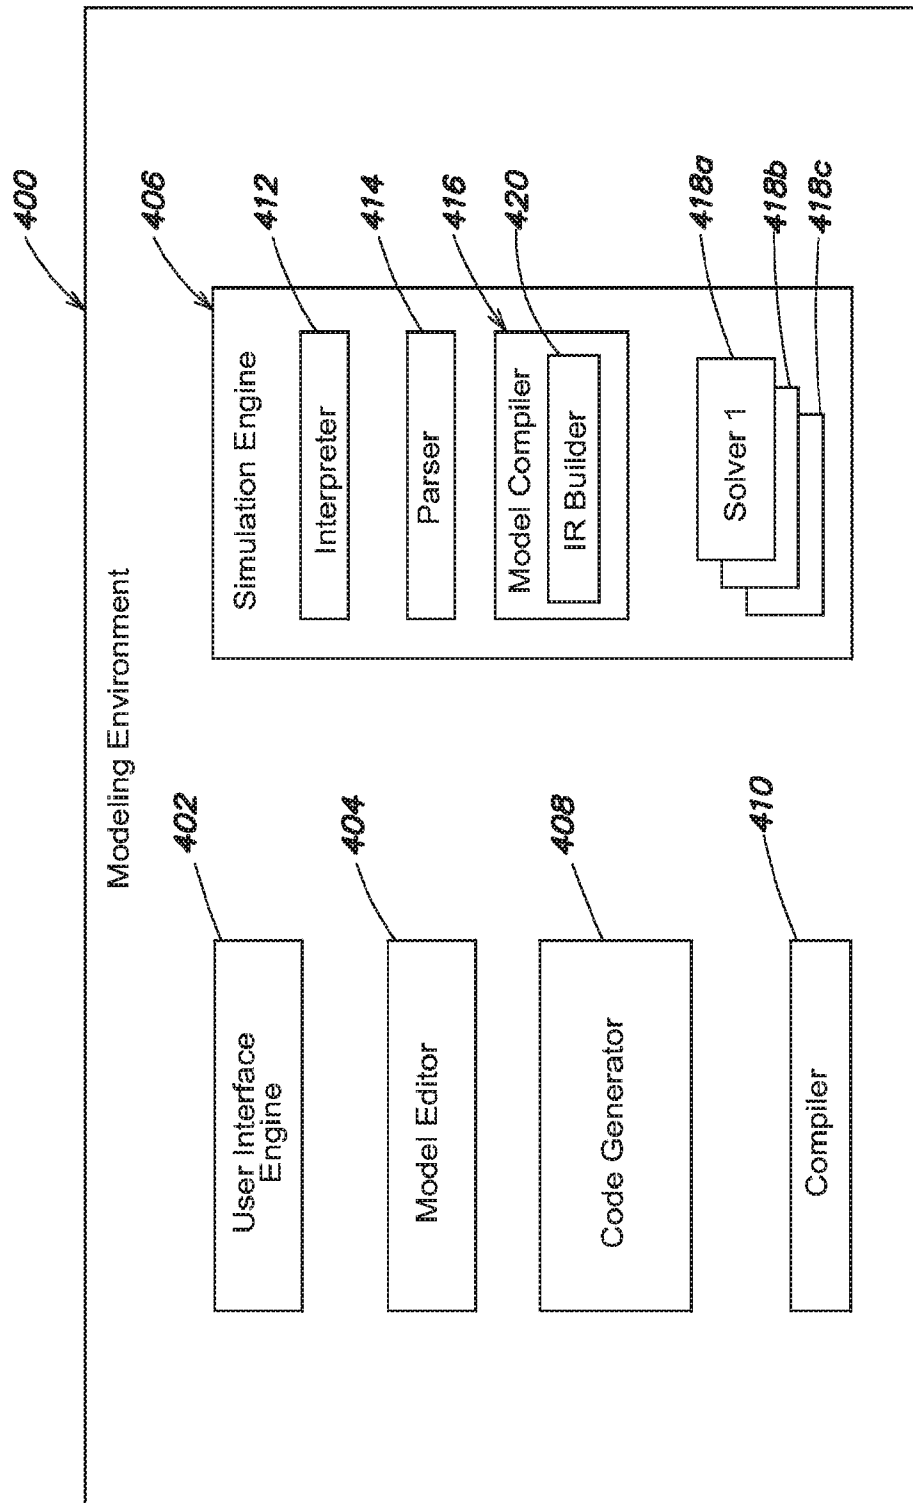 400
Modeling Environment
402
User Interface
Engine
404
Model Editor
408
Code Generator
410
Compiler
406
Simulation Engine
412
Interpreter
414
Parser
416
Model Compiler
420
IR Builder
418a
Solver 1
418b
418c